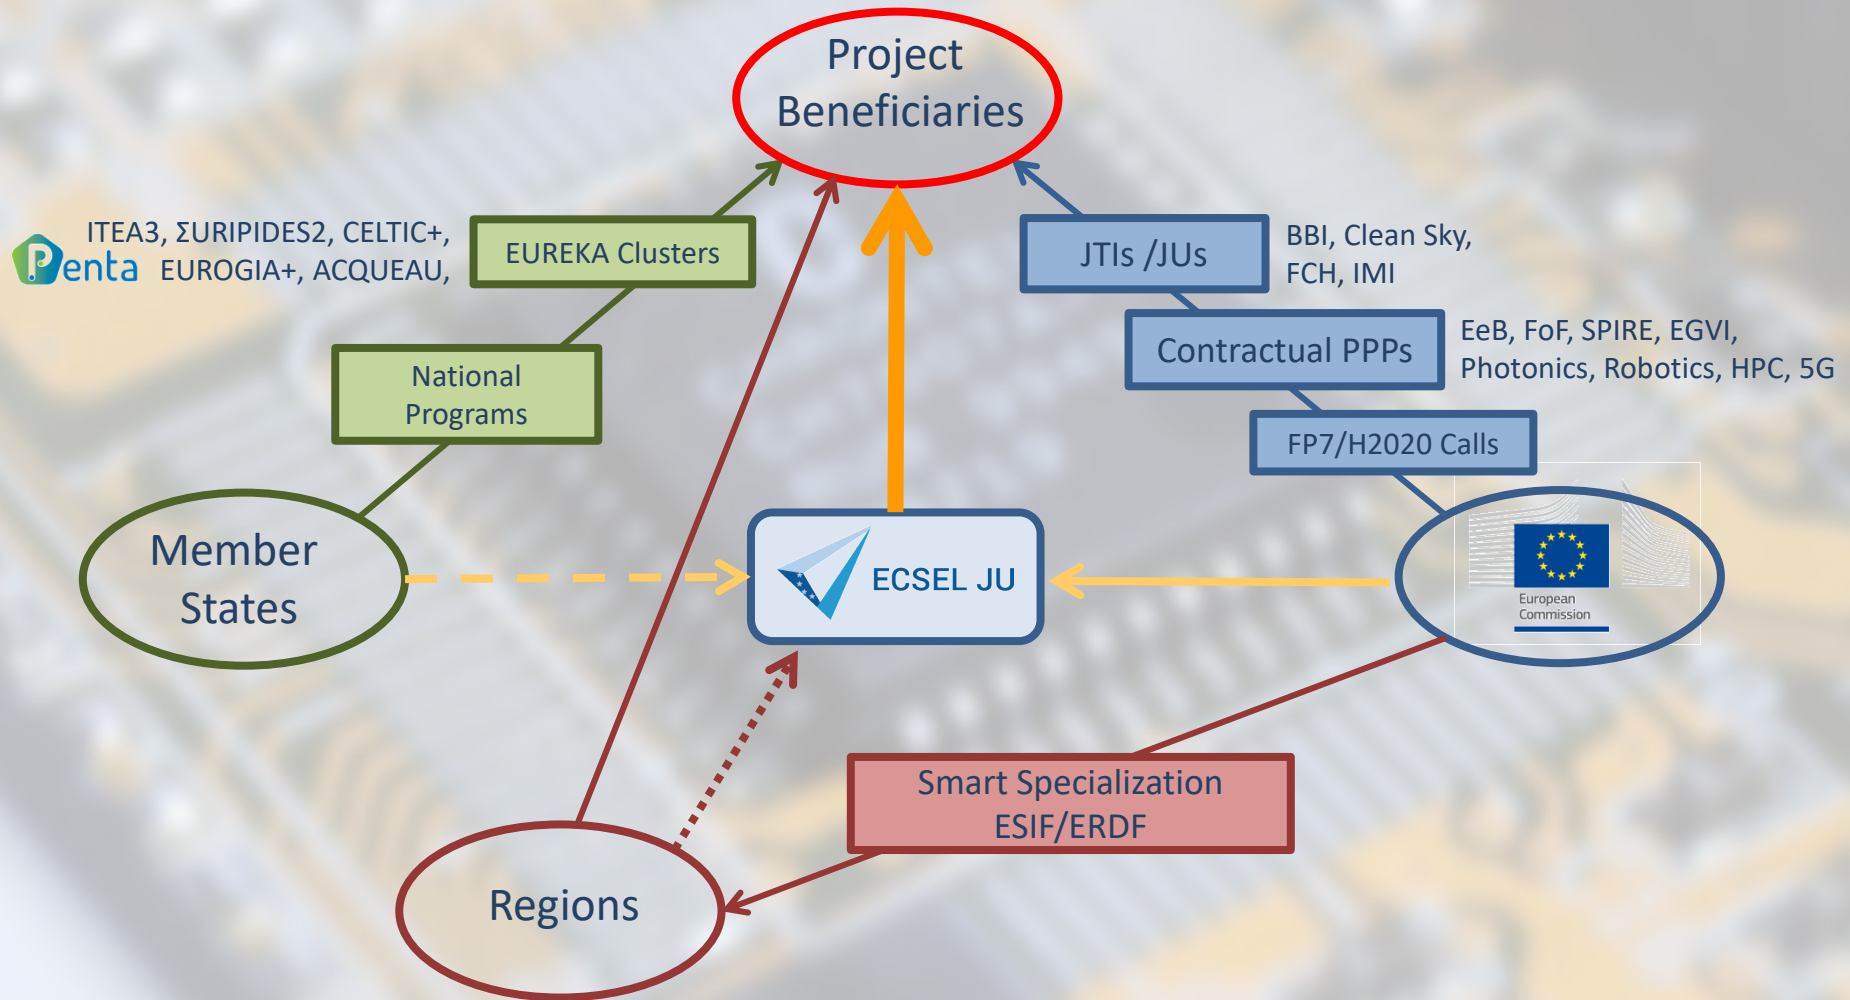 Project
Beneficiaries
ITEA3, ΣURIPIDES2, CELTIC+,
Penta EUROGIA+, ACQUEAU,
EUREKA Clusters
JTIs /JUs
BBI, Clean Sky,
FCH, IMI
National
Programs
Contractual PPPs
EeB, FoF, SPIRE, EGVI,
Photonics, Robotics, HPC, 5G
FP7/H2020 Calls
Member
States
ECSEL JU
European
Commission
Smart Specialization
ESIF/ERDF
Regions